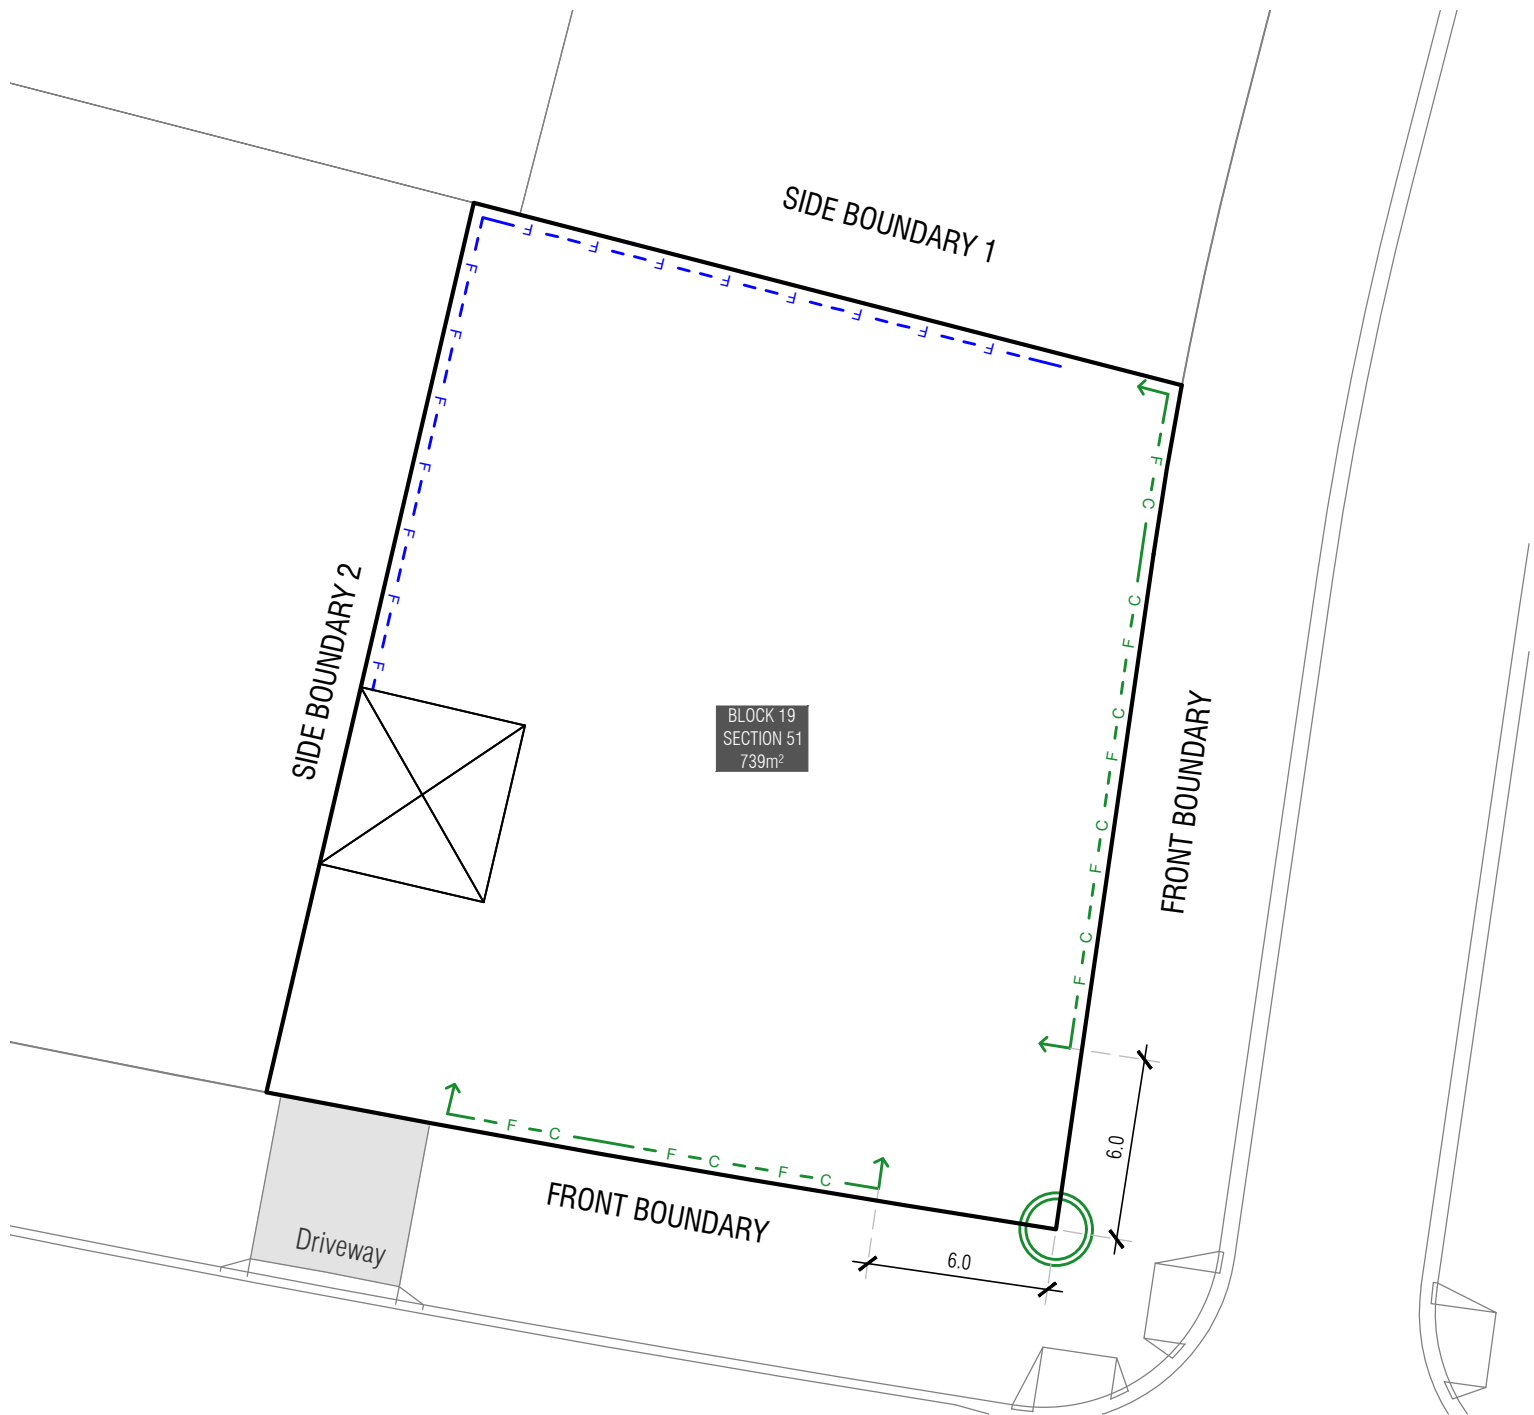 SIDE BOUNDARY 1
F F F F F F F F
F F F F F F F
SIDE BOUNDARY 2
BLOCK 19
SECTION 51
739m²
F C
C F C F C F C F
FRONT BOUNDARY
F C F C F C
FRONT BOUNDARY
6.0
6.0
Driveway